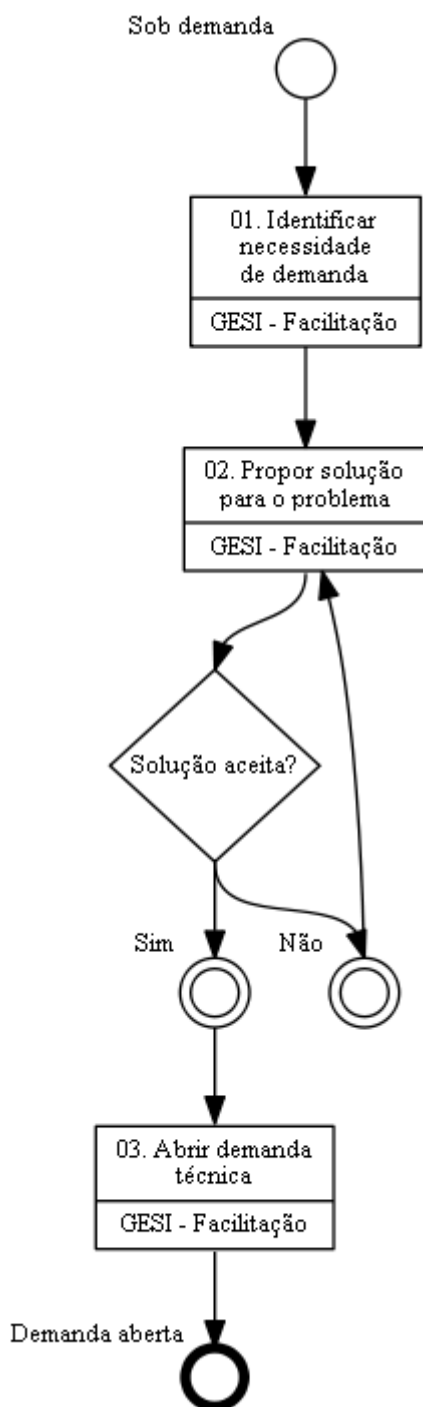 Sob demanda
01. Identificar
necessidade
de demanda
GESI - Facilitação
02. Propor solução
para o problema
GESI - Facilitação
Solução aceita?
Sim
Não
03. Abrir demanda
técnica
GESI - Facilitação
Demanda aberta